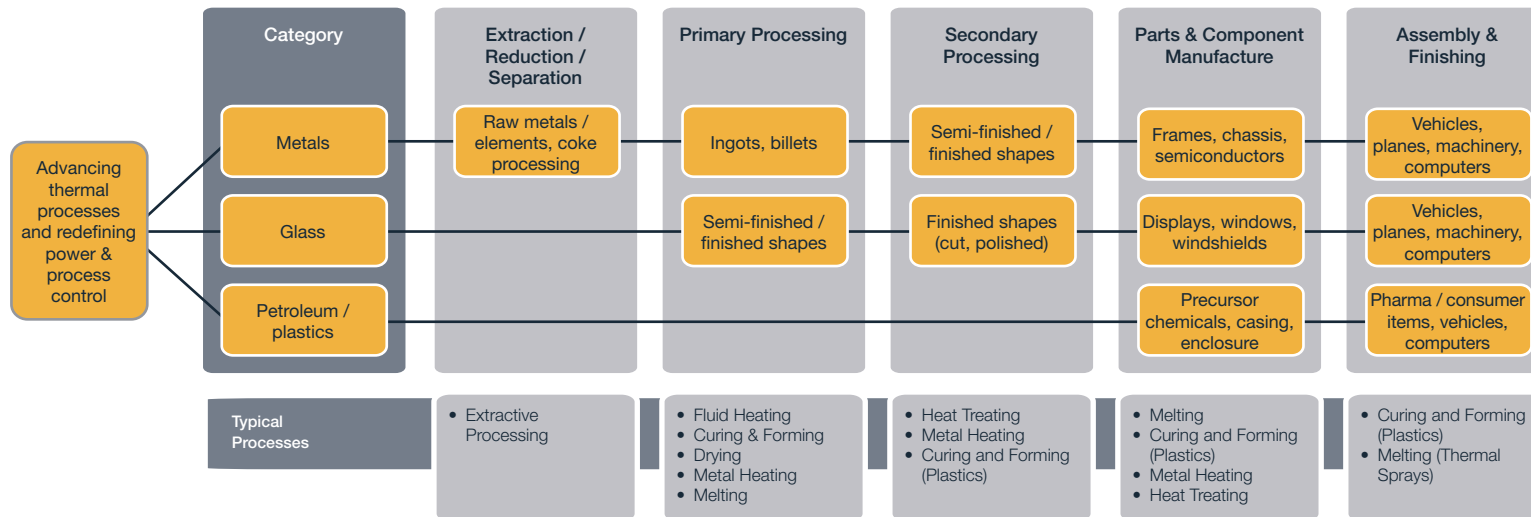 Category
Extraction /
Reduction /
Separation
Primary Processing
Secondary
Processing
Parts & Component
Manufacture
Assembly &
Finishing
Advancing
thermal
processes
and redefining
power &
process
control
Metals
Raw metals /
elements, coke
processing
Ingots, billets
Semi-finished /
finished shapes
Frames, chassis,
semiconductors
Vehicles,
planes, machinery,
computers
Glass
Semi-finished /
finished shapes
Finished shapes
(cut, polished)
Displays, windows,
windshields
Vehicles,
planes, machinery,
computers
Petroleum /
plastics
Precursor
chemicals, casing,
enclosure
Pharma / consumer
items, vehicles,
computers
Typical
Processes
• Extractive
Processing
• Fluid Heating
• Curing & Forming
• Drying
• Metal Heating
• Melting
• Heat Treating
• Metal Heating
• Curing and Forming
(Plastics)
• Melting
• Curing and Forming
(Plastics)
• Metal Heating
• Heat Treating
• Curing and Forming
(Plastics)
• Melting (Thermal
Sprays)